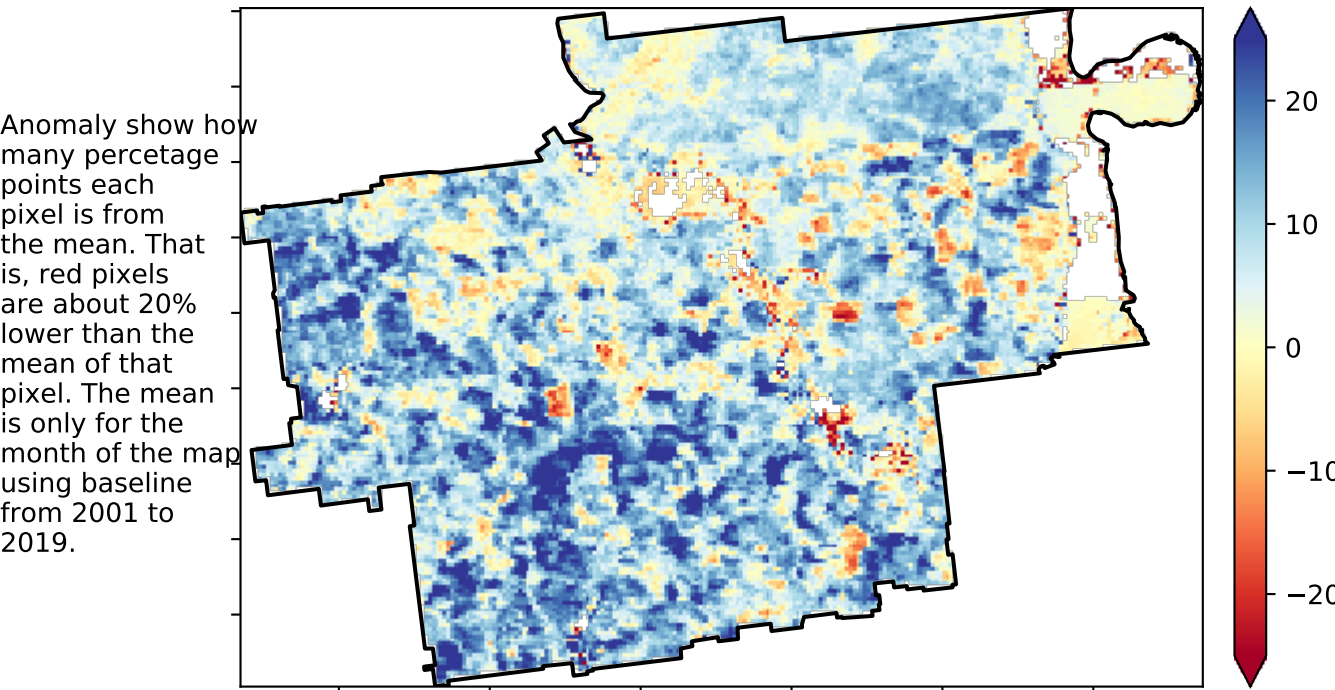 Anomaly show how
many percetage
points each
pixel is from
the mean. That
is, red pixels
are about 20%
lower than the
mean of that
pixel. The mean
is only for the
month of the map
using baseline
from 2001 to
2019.
20
10
0
−10
−20